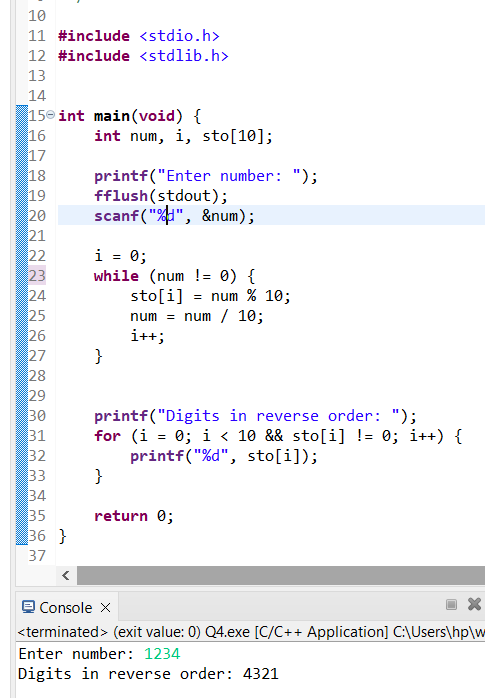 10
11 #include <stdio.h>
12 #include <stdlib.h>
13
14
15 int main(void) {
16     int num, i, sto[10];
17
18     printf("Enter number: ");
19     fflush(stdout);
20     scanf("%d", &num);
21
22     i = 0;
23     while (num != 0) {
24         sto[i] = num % 10;
25         num = num / 10;
26         i++;
27     }
28
29
30     printf("Digits in reverse order: ");
31     for (i = 0; i < 10 && sto[i] != 0; i++) {
32         printf("%d", sto[i]);
33     }
34
35     return 0;
36 }
37
Console
<terminated> (exit value: 0) Q4.exe [C/C++ Application] C:\Users\hp\w
Enter number: 1234
Digits in reverse order: 4321